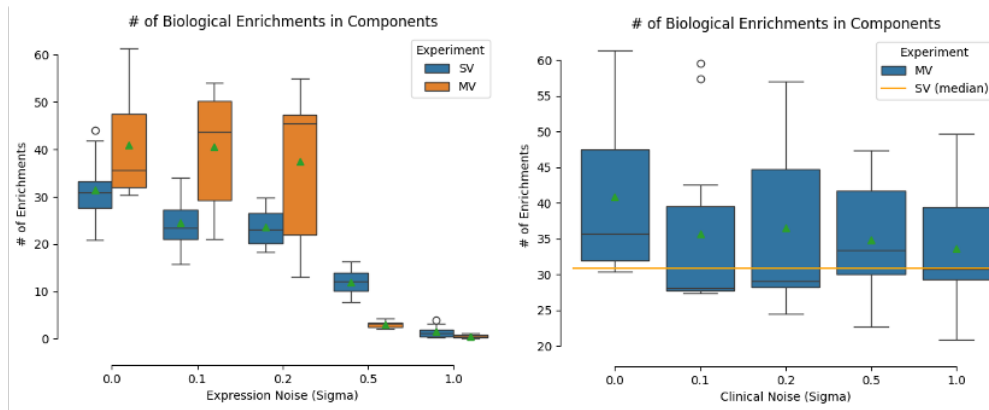 # of Biological Enrichments in Components
Experiment
SV
MV
# of Enrichments
60
50
40
30
20
10
0
0.0 0.1 0.2 0.5 1.0
Expression Noise (Sigma)
# of Biological Enrichments in Components
Experiment
MV
SV (median)
# of Enrichments
60
55
50
45
40
35
30
25
20
0.0 0.1 0.2 0.5 1.0
Clinical Noise (Sigma)